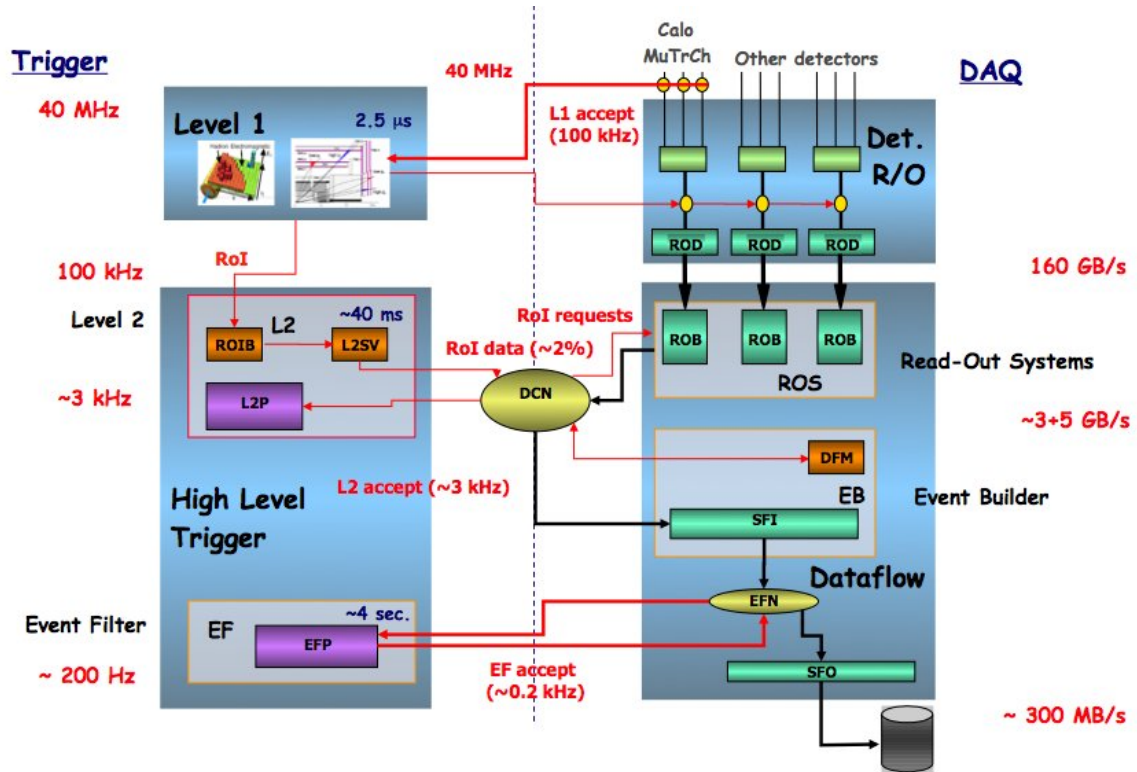 Trigger
40 MHz
Level 1
2.5 μs
40 MHz
L1 accept
(100 kHz)
Calo
MuTrCh
Other detectors
DAQ
Det.
R/O
ROD
ROD
ROD
RoI
100 kHz
160 GB/s
Level 2
~40 ms
L2
ROIB
L2SV
L2P
~3 kHz
RoI requests
RoI data (~2%)
DCN
ROB
ROB
ROB
ROS
Read-Out Systems
~3+5 GB/s
DFM
EB
SFI
Event Builder
L2 accept (~3 kHz)
High Level
Trigger
Dataflow
EFN
Event Filter
~ 200 Hz
EF
~4 sec.
EFP
EF accept
(~0.2 kHz)
SFO
~ 300 MB/s